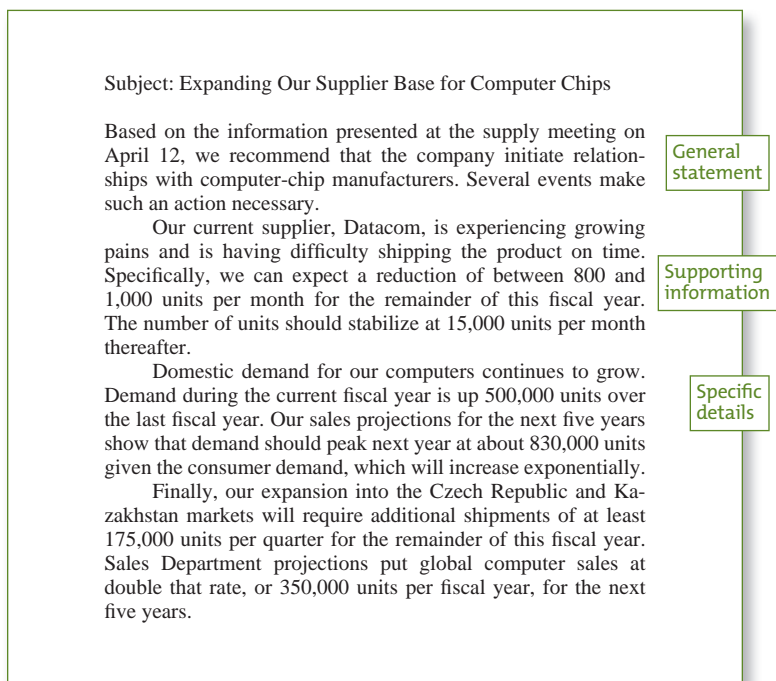 Subject: Expanding Our Supplier Base for Computer Chips
Based on the information presented at the supply meeting on
April 12, we recommend that the company initiate relation-
ships with computer-chip manufacturers. Several events make
such an action necessary.
General
statement
Our current supplier, Datacom, is experiencing growing
pains and is having difficulty shipping the product on time.
Specifically, we can expect a reduction of between 800 and
1,000 units per month for the remainder of this fiscal year.
The number of units should stabilize at 15,000 units per month
thereafter.
Supporting
information
Domestic demand for our computers continues to grow.
Demand during the current fiscal year is up 500,000 units over
the last fiscal year. Our sales projections for the next five years
show that demand should peak next year at about 830,000 units
given the consumer demand, which will increase exponentially.
Specific
details
Finally, our expansion into the Czech Republic and Ka-
zakhstan markets will require additional shipments of at least
175,000 units per quarter for the remainder of this fiscal year.
Sales Department projections put global computer sales at
double that rate, or 350,000 units per fiscal year, for the next
five years.